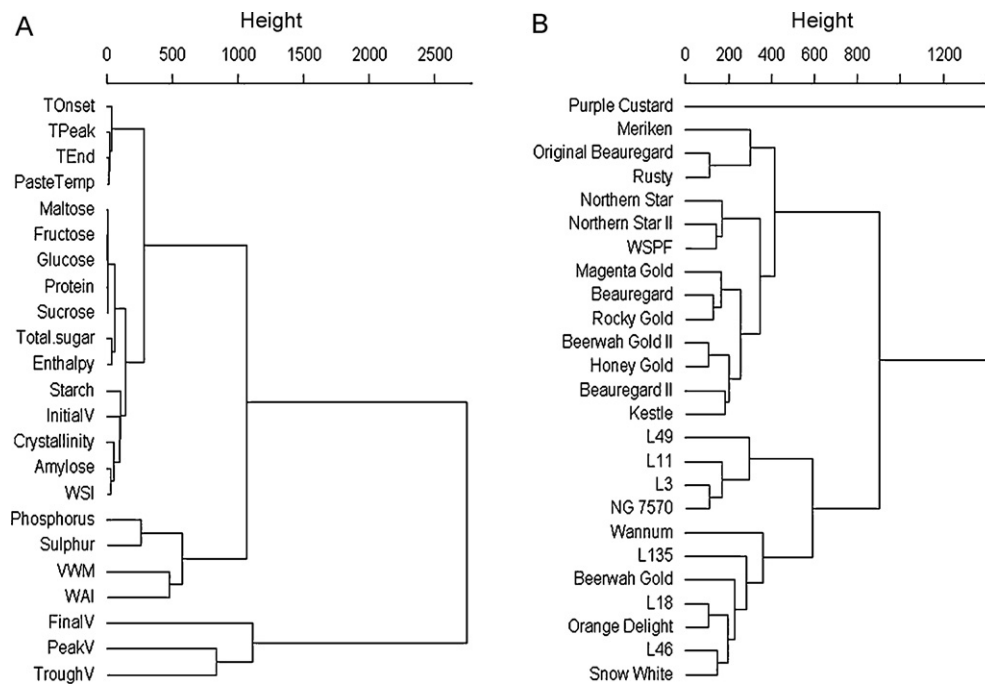 A
Height
0 500 1000 1500 2000 2500
TOnset
TPeak
TEnd
PasteTemp
Maltose
Fructose
Glucose
Protein
Sucrose
Total.sugar
Enthalpy
Starch
InitialV
Crystallinity
Amylose
WSI
Phosphorus
Sulphur
VWM
WAI
FinalV
PeakV
TroughV
B
Height
0 200 400 600 800 1200
Purple Custard
Meriken
Original Beauregard
Rusty
Northern Star
Northern Star II
WSPF
Magenta Gold
Beauregard
Rocky Gold
Beerwah Gold II
Honey Gold
Beauregard II
Kestle
L49
L11
L3
NG 7570
Wannum
L135
Beerwah Gold
L18
Orange Delight
L46
Snow White